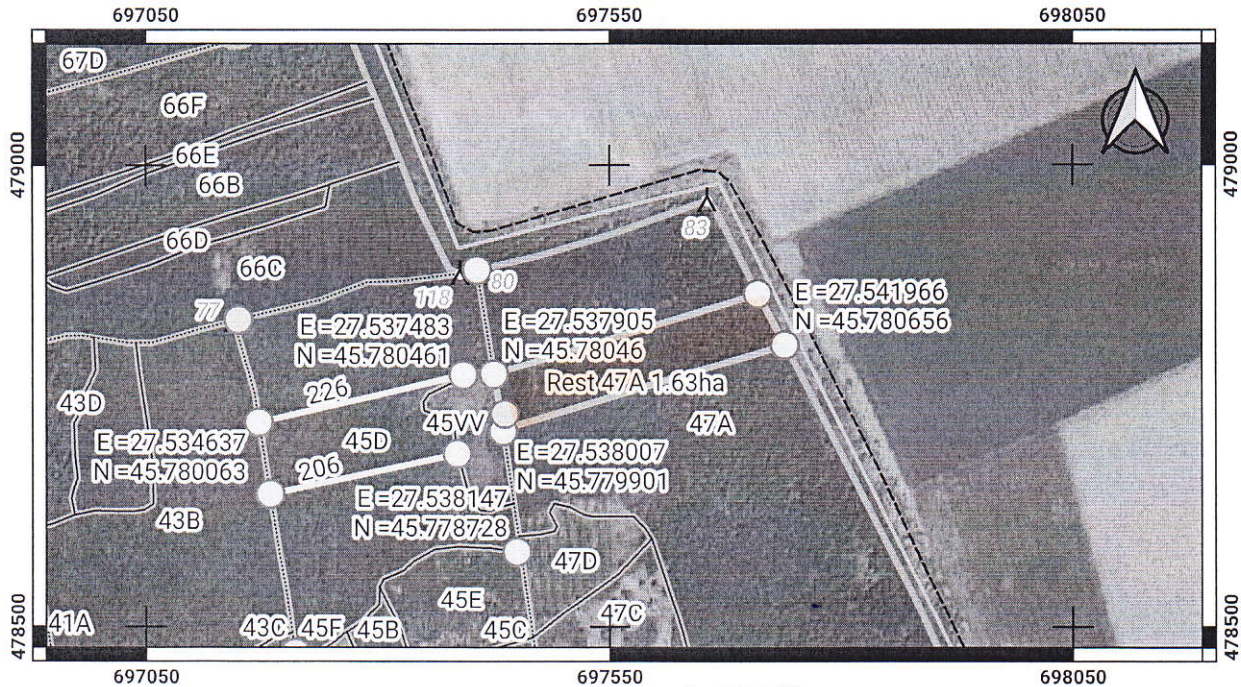 697050
697550
698050
67D
66F
479000
66E
66B
479000
66D
66C
83
118
80
77
E =27.541966
N =45.780656
E =27.537483
N =45.780461
E =27.537905
N =45.78046
226
Rest 47A 1.63ha
43D
45VV
47A
E =27.534637
N =45.780063
45D
E =27.538007
N =45.779901
206
E =27.538147
N =45.778728
43B
47D
45E
47C
478500
41A
43C
45F
45B
45C
478500
697050
697550
698050